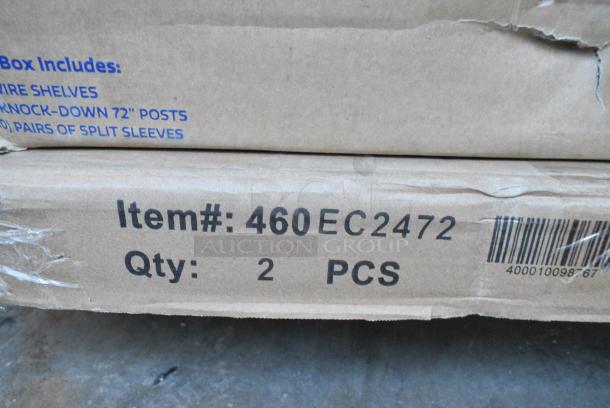 Box Includes:
WIRE SHELVES
KNOCK-DOWN 72" POSTS
PAIRS OF SPLIT SLEEVES
Item#: 460EC2472
AUCTION GROUP
Qty: 2 PCS
400010098767